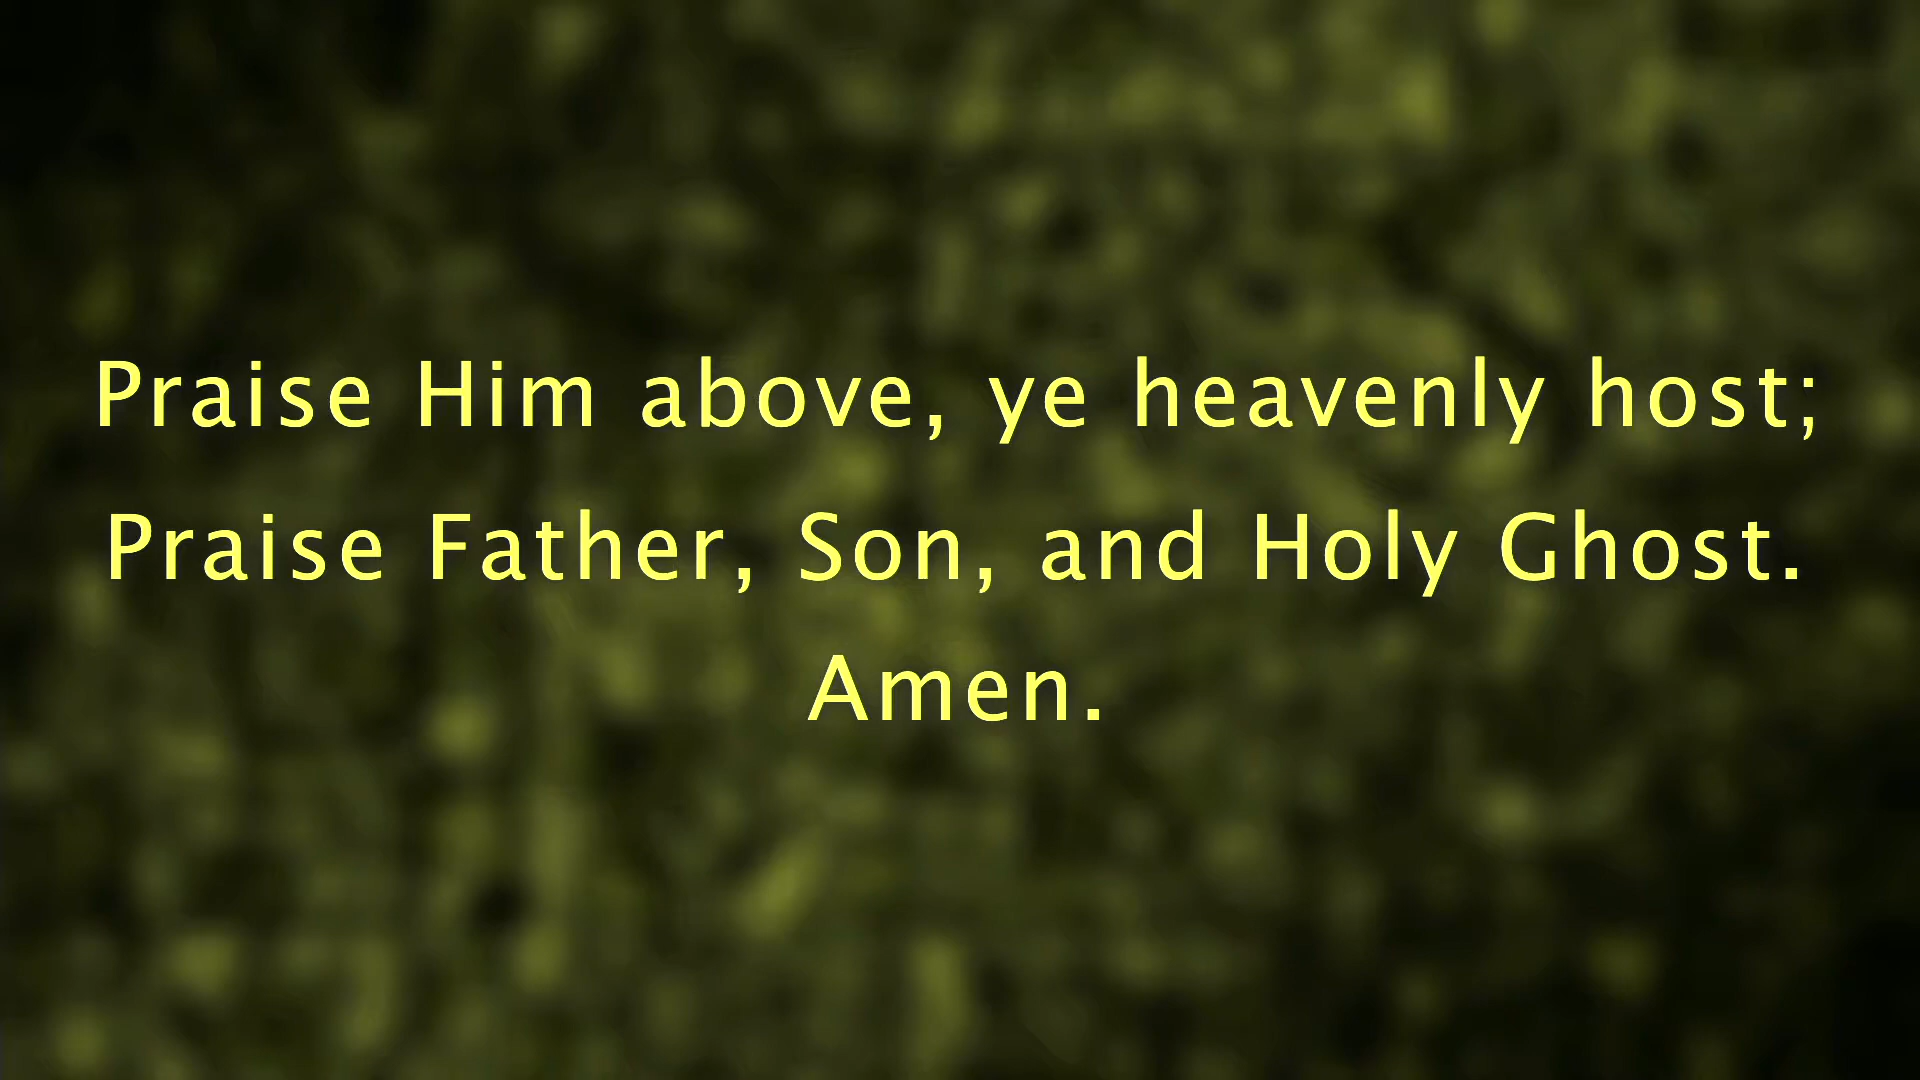 Praise Him above, ye heavenly host;
Praise Father, Son, and Holy Ghost.
Amen.